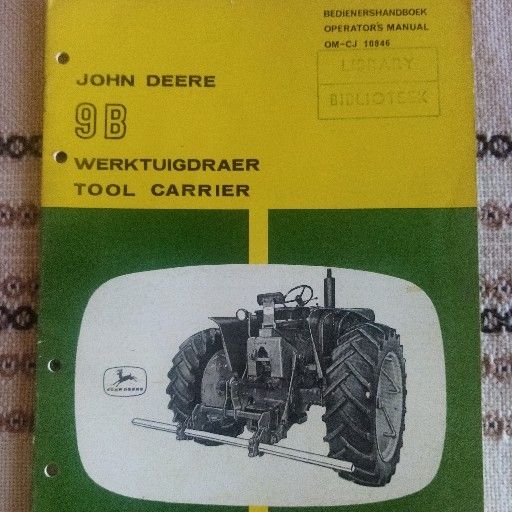 BEDIENERSHANDBOEK
OPERATOR'S MANUAL
OM-CJ 10846
LIBRARY
BIBLIOTEEK
JOHN DEERE
9B
WERKTUIGDRAER
TOOL CARRIER
JOHN DEERE